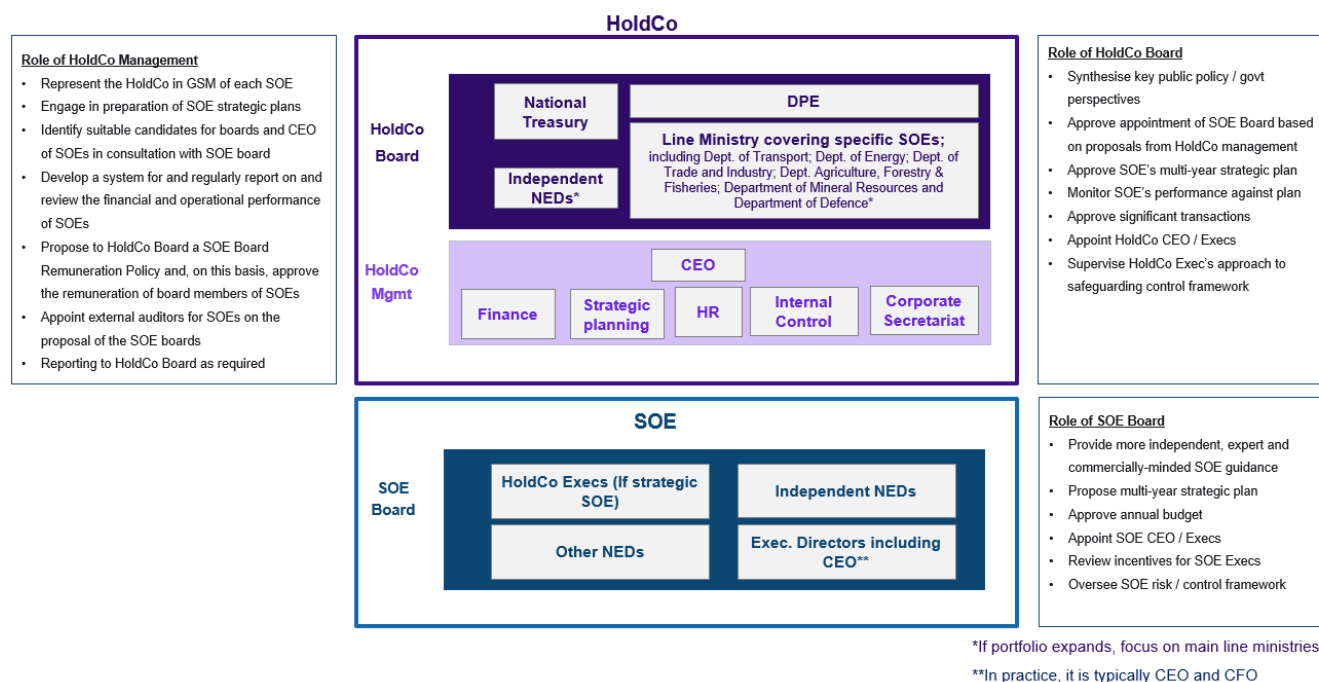 HoldCo
Role of HoldCo Management
• Represent the HoldCo in GSM of each SOE
• Engage in preparation of SOE strategic plans
• Identify suitable candidates for boards and CEO
of SOEs in consultation with SOE board
• Develop a system for and regularly report on and
review the financial and operational performance
of SOEs
• Propose to HoldCo Board a SOE Board
Remuneration Policy and, on this basis, approve
the remuneration of board members of SOEs
• Appoint external auditors for SOEs on the
proposal of the SOE boards
• Reporting to HoldCo Board as required
HoldCo
Board
National
Treasury
Independent
NEDs*
DPE
Line Ministry covering specific SOEs;
including Dept. of Transport; Dept. of Energy; Dept. of
Trade and Industry; Dept. Agriculture, Forestry &
Fisheries; Department of Mineral Resources and
Department of Defence*
HoldCo
Mgmt
CEO
Finance
Strategic
planning
HR
Internal
Control
Corporate
Secretariat
Role of HoldCo Board
• Synthesise key public policy / govt
perspectives
• Approve appointment of SOE Board based
on proposals from HoldCo management
• Approve SOE's multi-year strategic plan
• Monitor SOE's performance against plan
• Approve significant transactions
• Appoint HoldCo CEO / Execs
• Supervise HoldCo Exec's approach to
safeguarding control framework
SOE
SOE
Board
HoldCo Execs (If strategic
SOE)
Independent NEDs
Other NEDs
Exec. Directors including
CEO**
Role of SOE Board
• Provide more independent, expert and
commercially-minded SOE guidance
• Propose multi-year strategic plan
• Approve annual budget
• Appoint SOE CEO / Execs
• Review incentives for SOE Execs
• Oversee SOE risk / control framework
*If portfolio expands, focus on main line ministries
**In practice, it is typically CEO and CFO